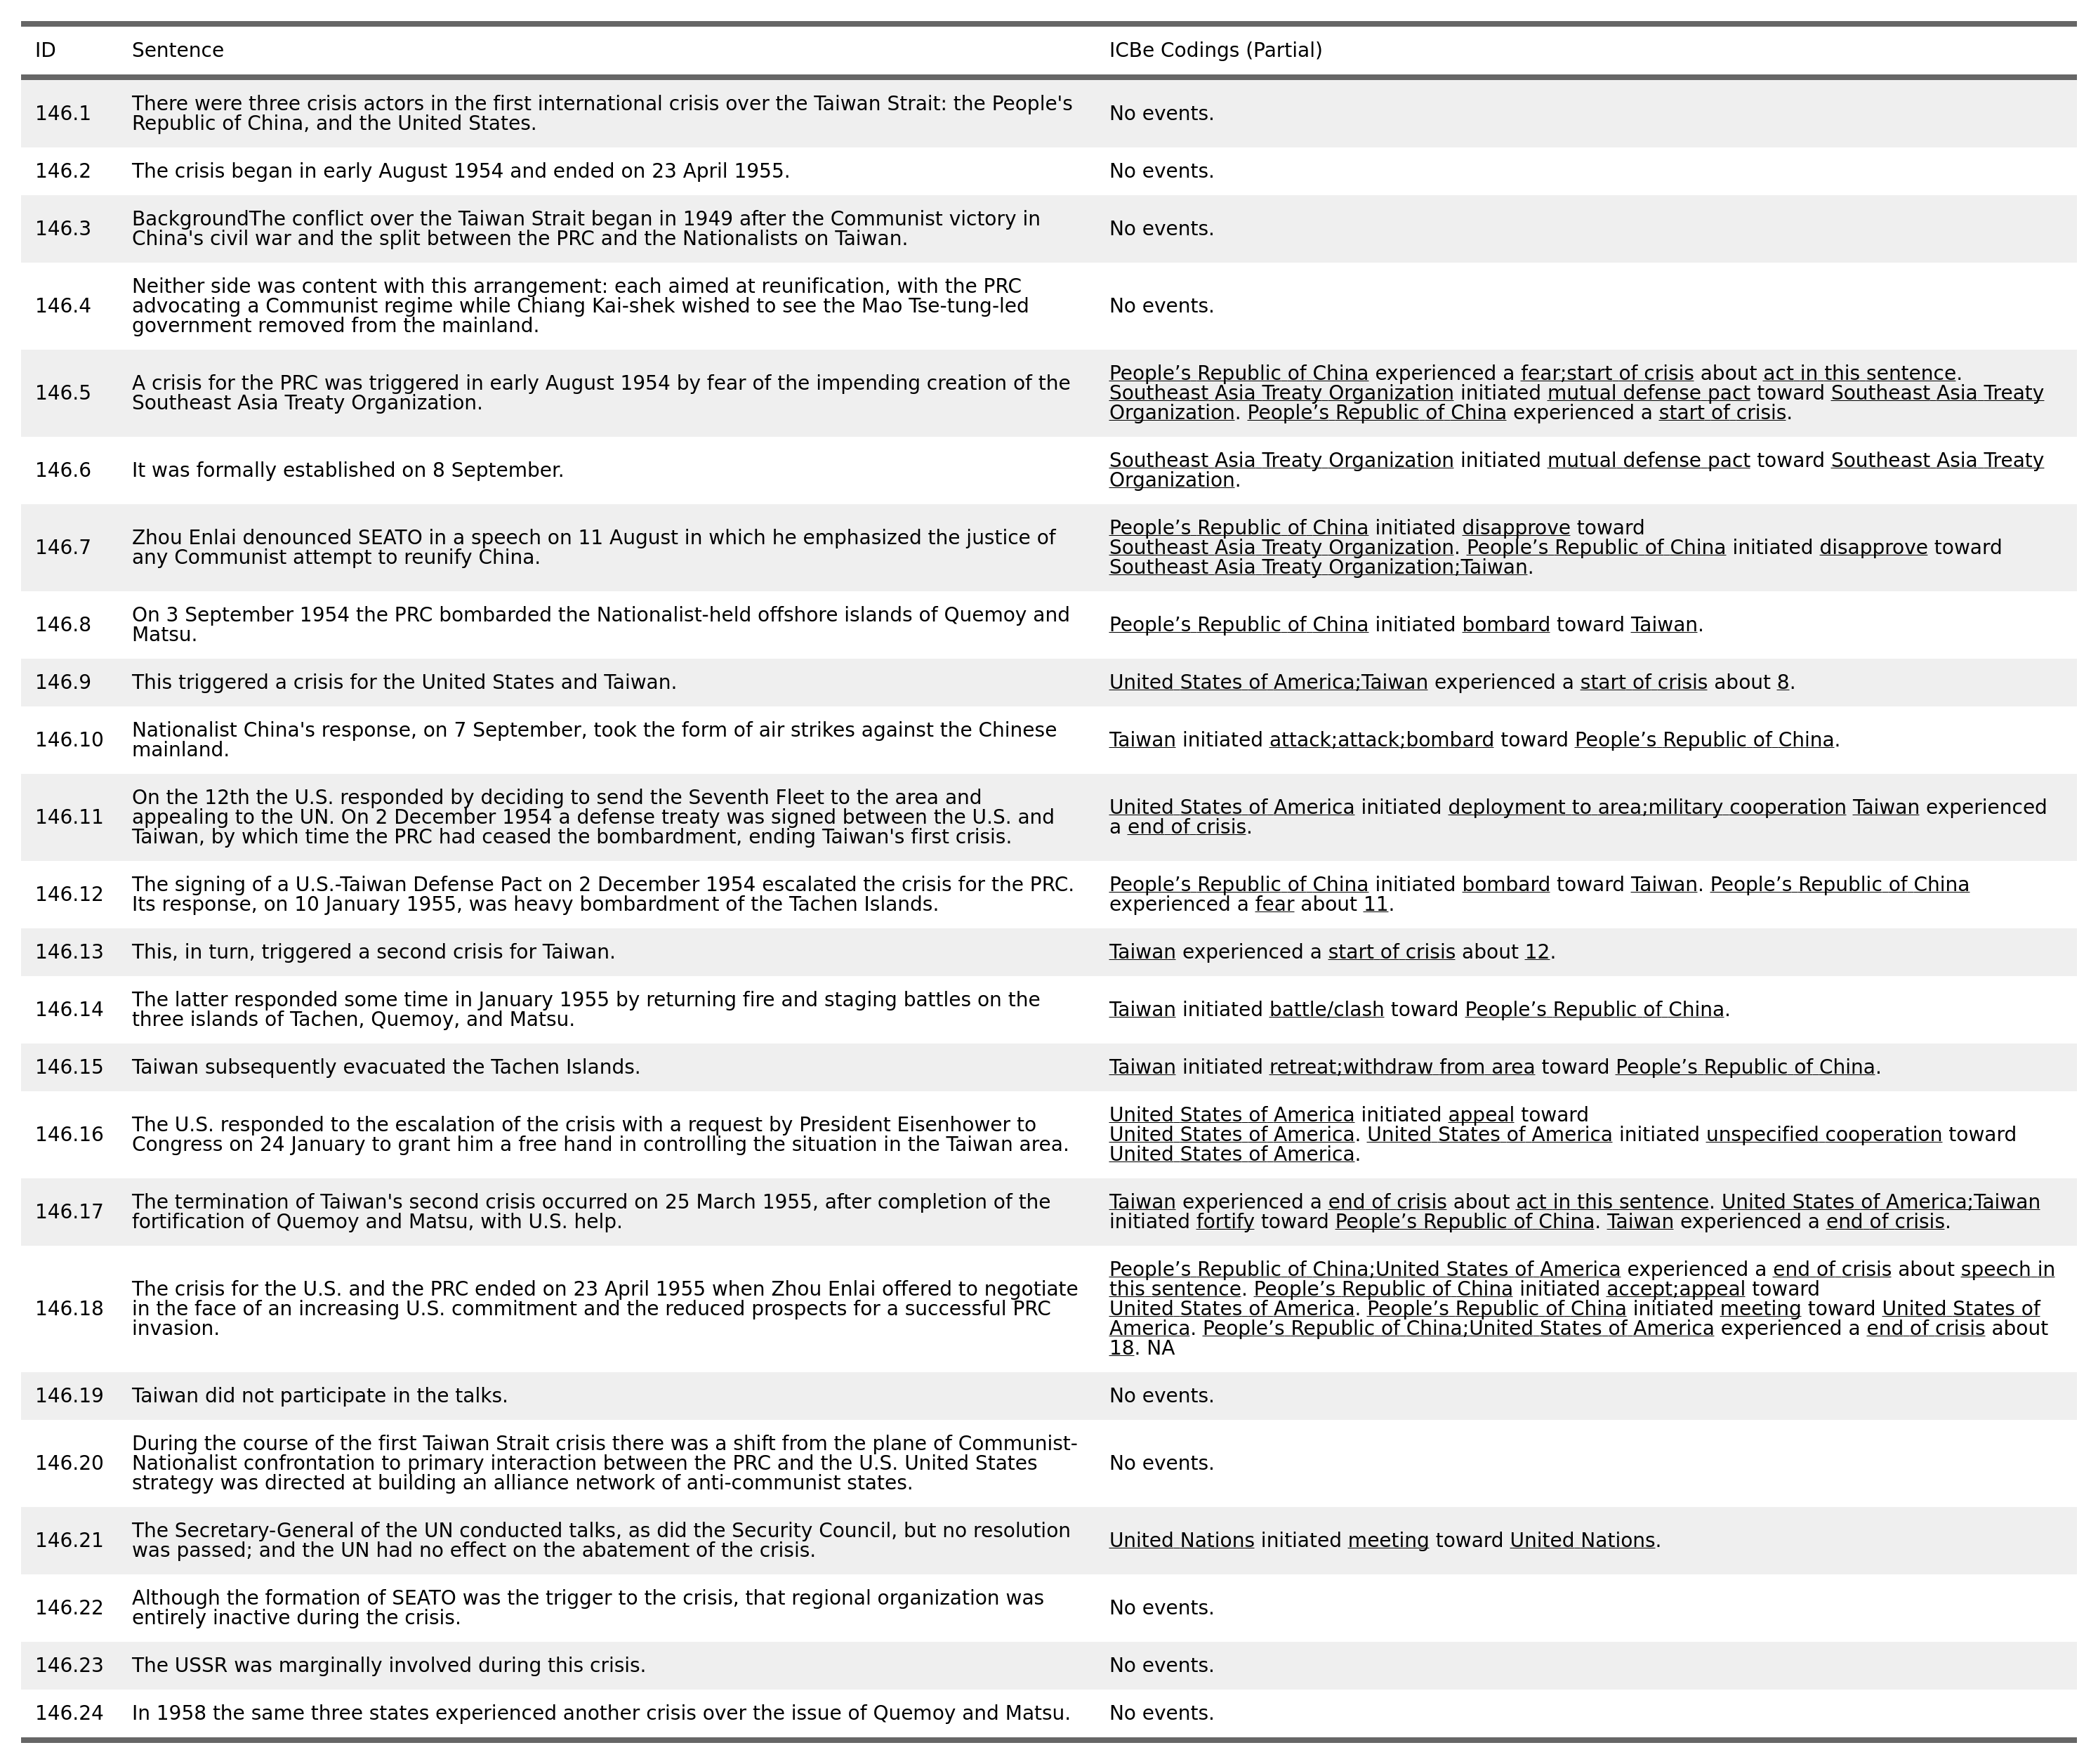 ID Sentence ICBe Codings (Partial)
146.1 There were three crisis actors in the first international crisis over the Taiwan Strait: the People's
Republic of China, and the United States.
No events.
146.2 The crisis began in early August 1954 and ended on 23 April 1955. No events.
146.3 BackgroundThe conflict over the Taiwan Strait began in 1949 after the Communist victory in
China's civil war and the split between the PRC and the Nationalists on Taiwan.
No events.
146.4 Neither side was content with this arrangement: each aimed at reunification, with the PRC
advocating a Communist regime while Chiang Kai-shek wished to see the Mao Tse-tung-led
government removed from the mainland.
No events.
146.5 A crisis for the PRC was triggered in early August 1954 by fear of the impending creation of the
Southeast Asia Treaty Organization.
People’s Republic of China experienced a fear;start of crisis about act in this sentence.
Southeast Asia Treaty Organization initiated mutual defense pact toward Southeast Asia Treaty
Organization. People’s Republic of China experienced a start of crisis.
146.6 It was formally established on 8 September.
Southeast Asia Treaty Organization initiated mutual defense pact toward Southeast Asia Treaty
Organization.
146.7 Zhou Enlai denounced SEATO in a speech on 11 August in which he emphasized the justice of
any Communist attempt to reunify China.
People’s Republic of China initiated disapprove toward
Southeast Asia Treaty Organization. People’s Republic of China initiated disapprove toward
Southeast Asia Treaty Organization;Taiwan.
146.8 On 3 September 1954 the PRC bombarded the Nationalist-held offshore islands of Quemoy and
Matsu.
People’s Republic of China initiated bombard toward Taiwan.
146.9 This triggered a crisis for the United States and Taiwan. United States of America;Taiwan experienced a start of crisis about 8.
146.10 Nationalist China's response, on 7 September, took the form of air strikes against the Chinese
mainland.
Taiwan initiated attack;attack;bombard toward People’s Republic of China.
146.11 On the 12th the U.S. responded by deciding to send the Seventh Fleet to the area and
appealing to the UN. On 2 December 1954 a defense treaty was signed between the U.S. and
Taiwan, by which time the PRC had ceased the bombardment, ending Taiwan's first crisis.
United States of America initiated deployment to area;military cooperation Taiwan experienced
a end of crisis.
146.12 The signing of a U.S.-Taiwan Defense Pact on 2 December 1954 escalated the crisis for the PRC.
Its response, on 10 January 1955, was heavy bombardment of the Tachen Islands.
People’s Republic of China initiated bombard toward Taiwan. People’s Republic of China
experienced a fear about 11.
146.13 This, in turn, triggered a second crisis for Taiwan. Taiwan experienced a start of crisis about 12.
146.14 The latter responded some time in January 1955 by returning fire and staging battles on the
three islands of Tachen, Quemoy, and Matsu.
Taiwan initiated battle/clash toward People’s Republic of China.
146.15 Taiwan subsequently evacuated the Tachen Islands. Taiwan initiated retreat;withdraw from area toward People’s Republic of China.
146.16 The U.S. responded to the escalation of the crisis with a request by President Eisenhower to
Congress on 24 January to grant him a free hand in controlling the situation in the Taiwan area.
United States of America initiated appeal toward
United States of America. United States of America initiated unspecified cooperation toward
United States of America.
146.17 The termination of Taiwan's second crisis occurred on 25 March 1955, after completion of the
fortification of Quemoy and Matsu, with U.S. help.
Taiwan experienced a end of crisis about act in this sentence. United States of America;Taiwan
initiated fortify toward People’s Republic of China. Taiwan experienced a end of crisis.
146.18 The crisis for the U.S. and the PRC ended on 23 April 1955 when Zhou Enlai offered to negotiate
in the face of an increasing U.S. commitment and the reduced prospects for a successful PRC
invasion.
People’s Republic of China;United States of America experienced a end of crisis about speech in
this sentence. People’s Republic of China initiated accept;appeal toward
United States of America. People’s Republic of China initiated meeting toward United States of
America. People’s Republic of China;United States of America experienced a end of crisis about
18. NA
146.19 Taiwan did not participate in the talks. No events.
146.20 During the course of the first Taiwan Strait crisis there was a shift from the plane of Communist-
Nationalist confrontation to primary interaction between the PRC and the U.S. United States
strategy was directed at building an alliance network of anti-communist states.
No events.
146.21 The Secretary-General of the UN conducted talks, as did the Security Council, but no resolution
was passed; and the UN had no effect on the abatement of the crisis.
United Nations initiated meeting toward United Nations.
146.22 Although the formation of SEATO was the trigger to the crisis, that regional organization was
entirely inactive during the crisis.
No events.
146.23 The USSR was marginally involved during this crisis. No events.
146.24 In 1958 the same three states experienced another crisis over the issue of Quemoy and Matsu. No events.